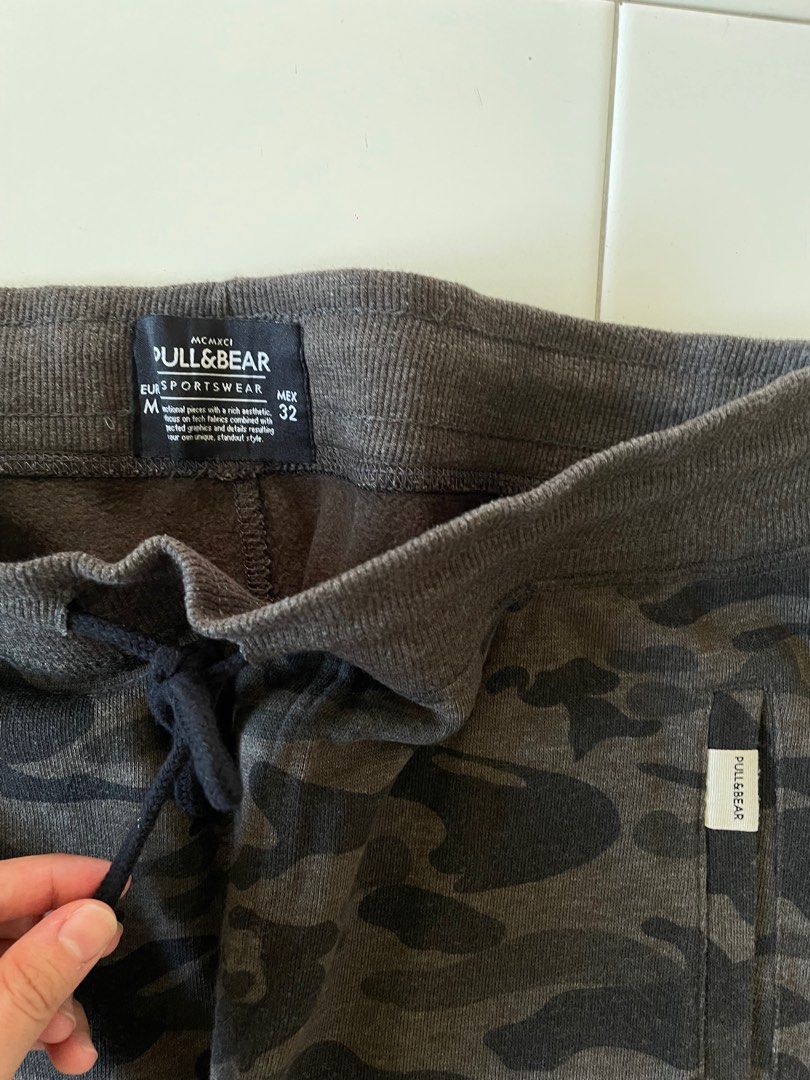 MCMXCI
PULL&BEAR
SPORTSWEAR
EUR
M
MEX
32
with a rich aesthetic,
focus on tech fabrics combined with
graphics and details resulting
your own unique, standout style.
PULL&BEAR